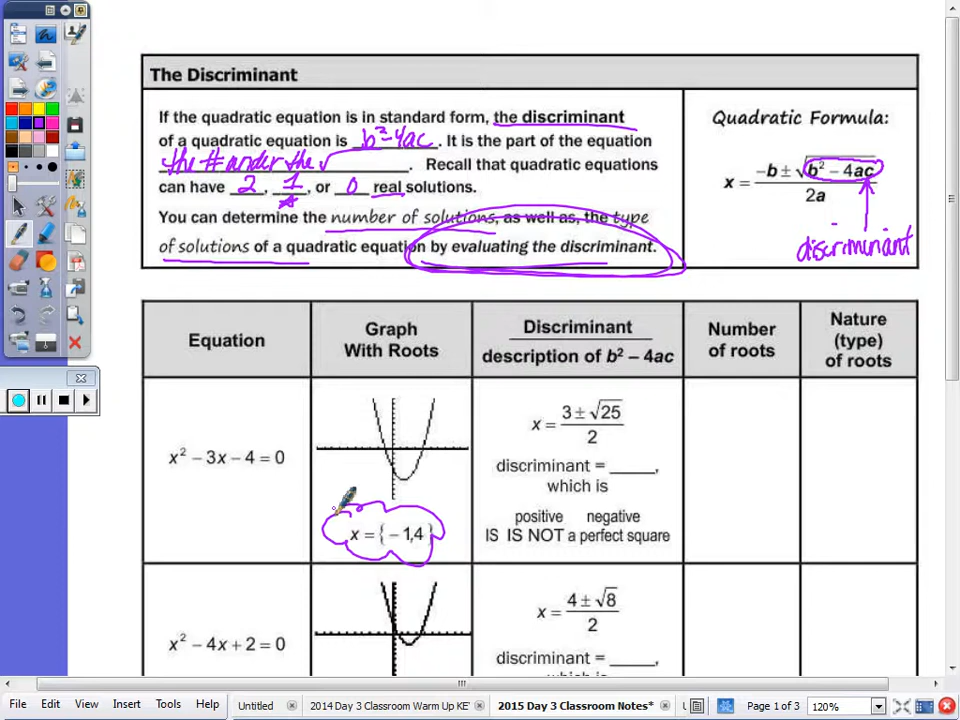 The Discriminant
If the quadratic equation is in standard form, the discriminant
of a quadratic equation is b² - 4ac. It is the part of the equation
the # under the √. Recall that quadratic equations
can have 2, 1, or 0 real solutions.
You can determine the number of solutions, as well as, the type
of solutions of a quadratic equation by evaluating the discriminant.
Quadratic Formula:
x = (-b ± √(b² – 4ac))/2a
discriminant
Equation
Graph
With Roots
Discriminant
description of b² – 4ac
Number
of roots
Nature
(type)
of roots
x² – 3x – 4 = 0
x = {– 1,4}
x = (3 ± √25)/2
discriminant = _____,
which is
positive negative
IS IS NOT a perfect square
x² – 4x + 2 = 0
x = (4 ± √8)/2
discriminant = _____,
which is
File Edit View Insert Tools Help
Untitled
2014 Day 3 Classroom Warm Up KE
2015 Day 3 Classroom Notes*
Page 1 of 3
120%